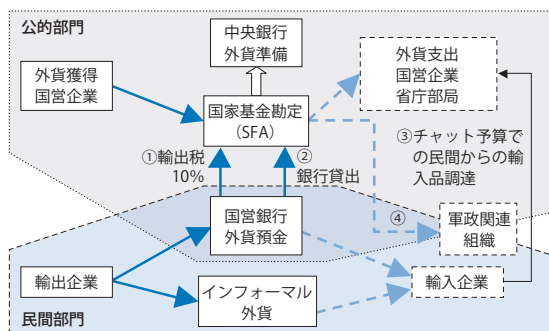 公的部門
中央銀行
外貨準備
外貨獲得
国営企業
外貨支出
国営企業
省庁部局
国家基金勘定
（SFA）
①輸出税
10%
②
銀行貸出
③チャット予算で
の民間からの輸
入品調達
国営銀行
外貨預金
④
軍政関連
組織
輸出企業
インフォーマル
外貨
輸入企業
民間部門